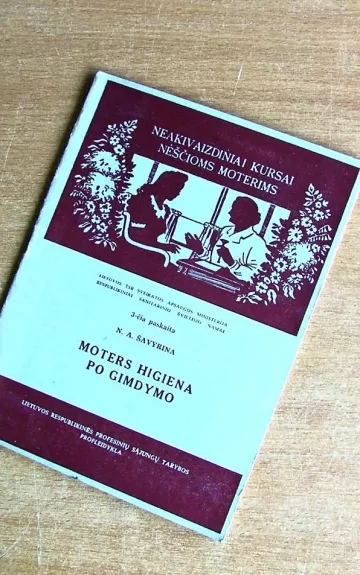 NEAKIVAIZDINIAI KURSAI
NĖŠČIOMS MOTERIMS
LIETUVOS TSR SVEIKATOS APSAUGOS MINISTERIJA
RESPUBLIKINIAI SANITARINIO ŠVIETIMO NAMAI
3-čia paskaita
N. A. ŠAVYRINA
MOTERS HIGIENA
PO GIMDYMO
LIETUVOS RESPUBLIKINĖS PROFESINIŲ SĄJUNGŲ TARYBOS
PROFLEIDYKLA